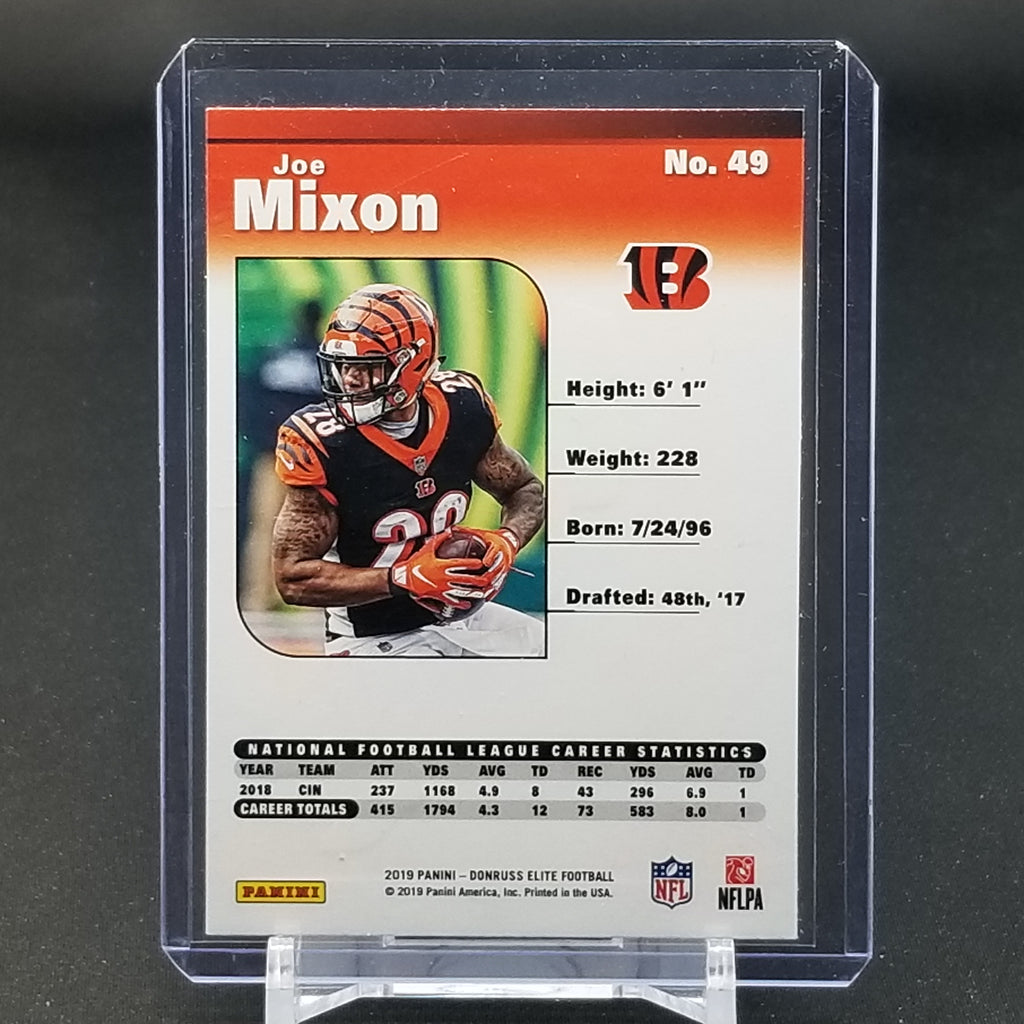 Joe
Mixon
No. 49
B
28
28
28
Height: 6' 1"
Weight: 228
Born: 7/24/96
Drafted: 48th, '17
NATIONAL FOOTBALL LEAGUE CAREER STATISTICS
YEAR TEAM ATT YDS AVG TD REC YDS AVG TD
2018 CIN 237 1168 4.9 8 43 296 6.9 1
CAREER TOTALS 415 1794 4.3 12 73 583 8.0 1
PANINI
2019 PANINI – DONRUSS ELITE FOOTBALL
© 2019 Panini America, Inc. Printed in the USA.
NFL
NFLPA